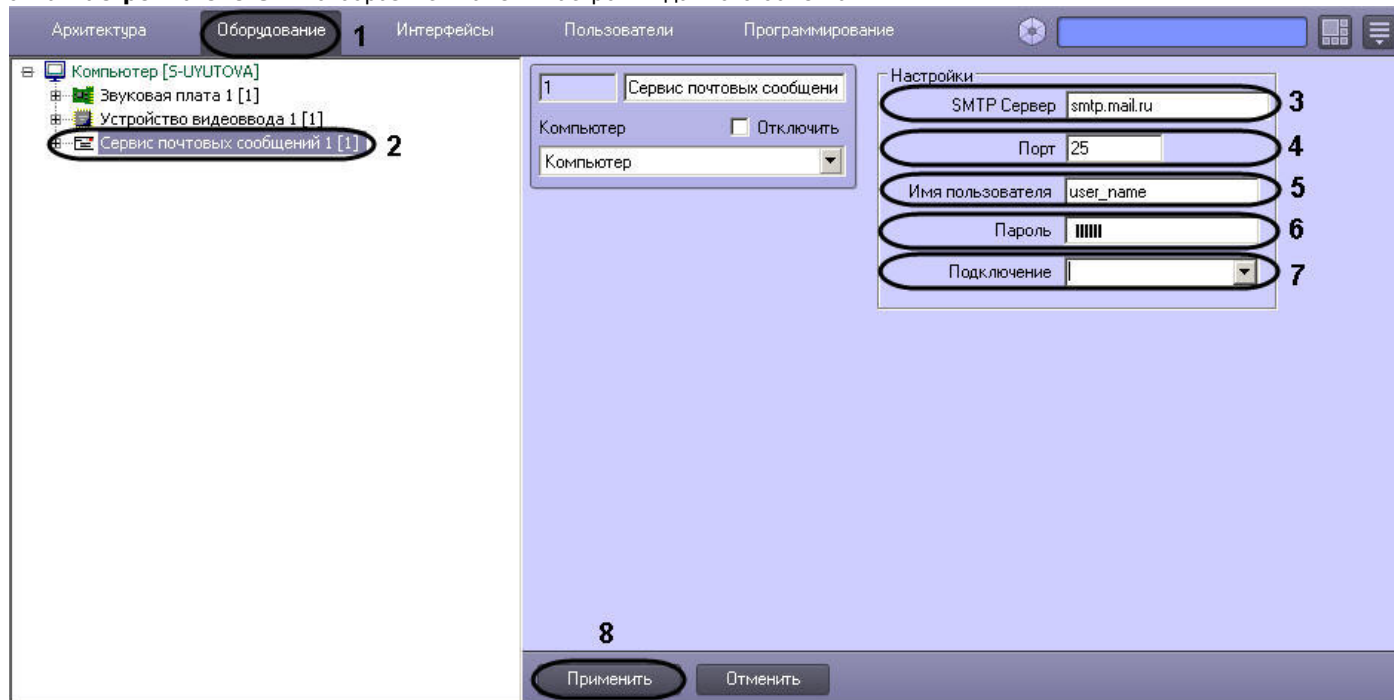 Архитектура Оборудование 1 Интерфейсы Пользователи Программирование
Компьютер [S-UYUTOVA]
Звуковая плата 1 [1]
Устройство видеоввода 1 [1]
Сервис почтовых сообщений 1 [1] 2
1 Сервис почтовых сообщени
Компьютер Отключить
Компьютер
Настройки
SMTP Сервер smtp.mail.ru 3
Порт 25 4
Имя пользователя user_name 5
Пароль 6
Подключение 7
8
Применить Отменить